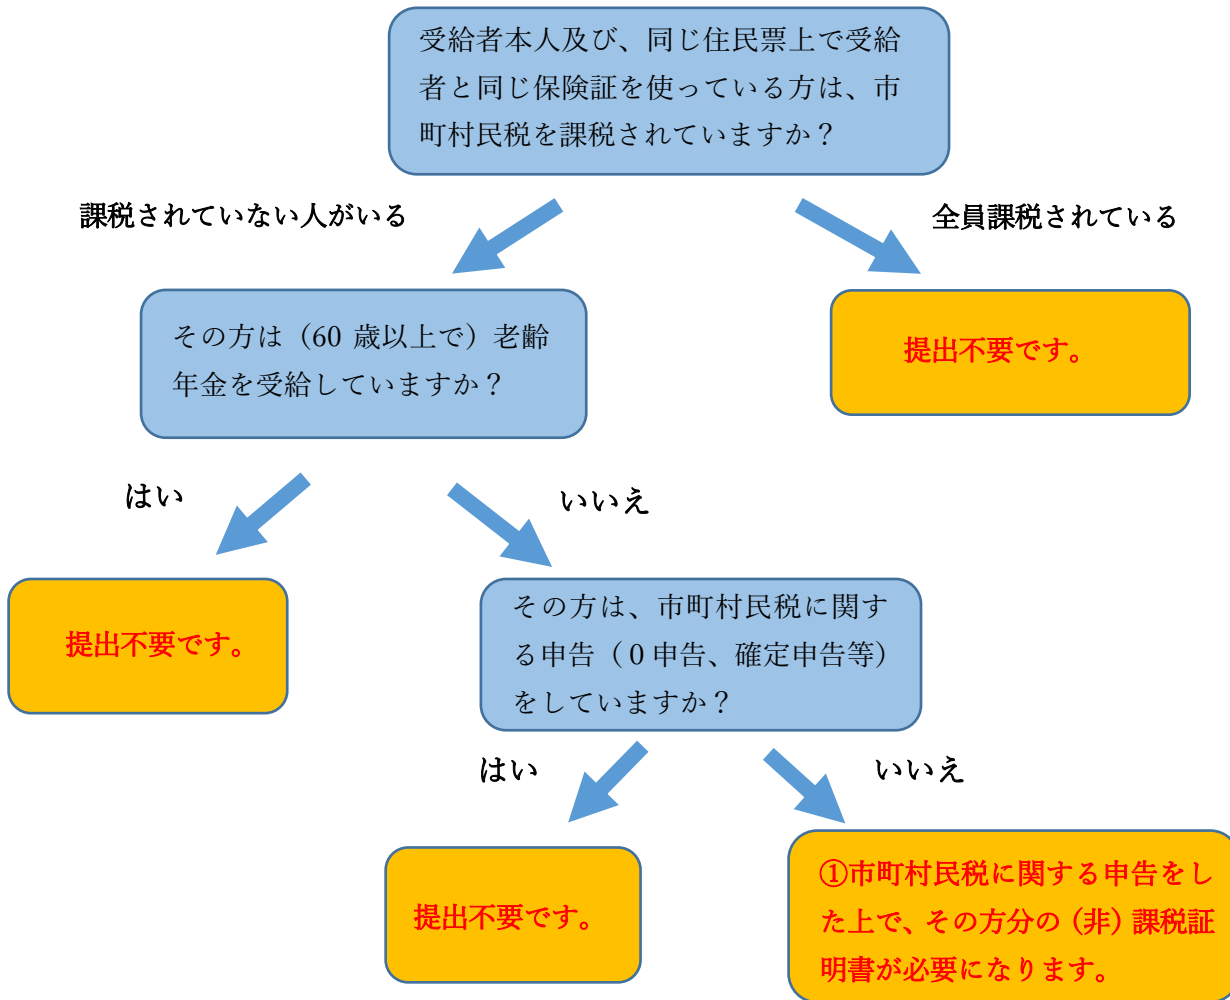 受給者本人及び、同じ住民票上で受給
者と同じ保険証を使っている方は、市
町村民税を課税されていますか？
課税されていない人がいる
全員課税されている
その方は（60 歳以上で）老齢
年金を受給していますか？
提出不要です。
はい
いいえ
提出不要です。
その方は、市町村民税に関す
る申告（０申告、確定申告等）
をしていますか？
はい
いいえ
提出不要です。
①市町村民税に関する申告をし
た上で、その方分の（非）課税証
明書が必要になります。